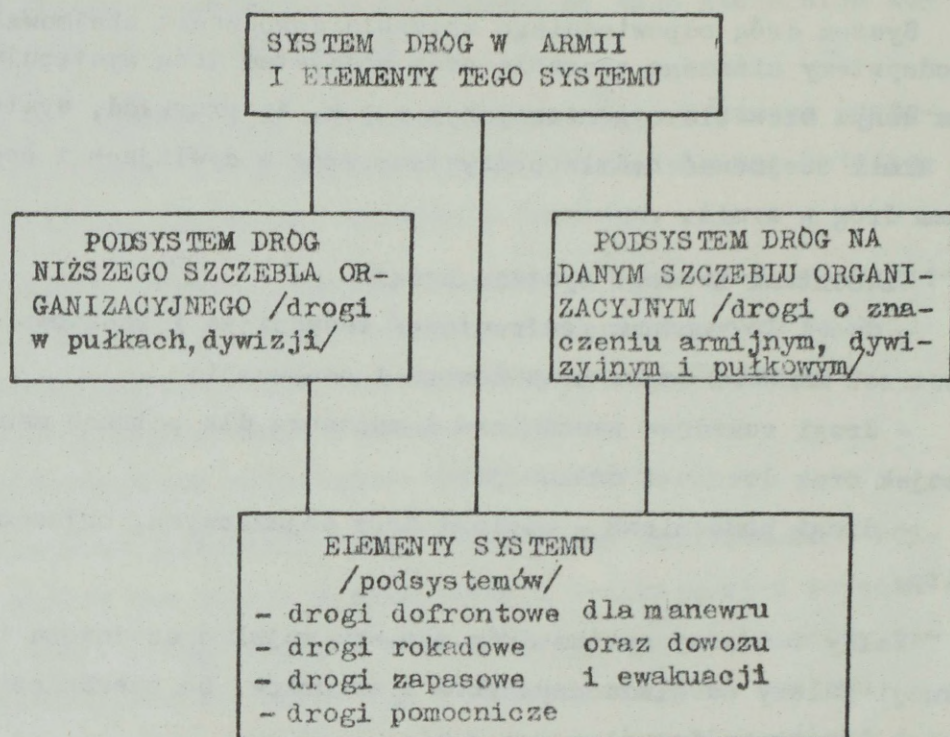 SYSTEM DRÓG W ARMII
I ELEMENTY TEGO SYSTEMU
PODSYSTEM DRÓG
NIŻSZEGO SZCZEBLA OR-
GANIZACYJNEGO /drogi
w pułkach, dywizji/
PODSYSTEM DRÓG NA
DANYM SZCZEBLU ORGANI-
ZACYJNYM /drogi o zna-
czeniu armijnym, dywi-
zyjnym i pułkowym/
ELEMENTY SYSTEMU
/podsystemów/
- drogi dofrontowe dla manewru
- drogi rokadowe oraz dowozu
- drogi zapasowe i ewakuacji
- drogi pomocnicze